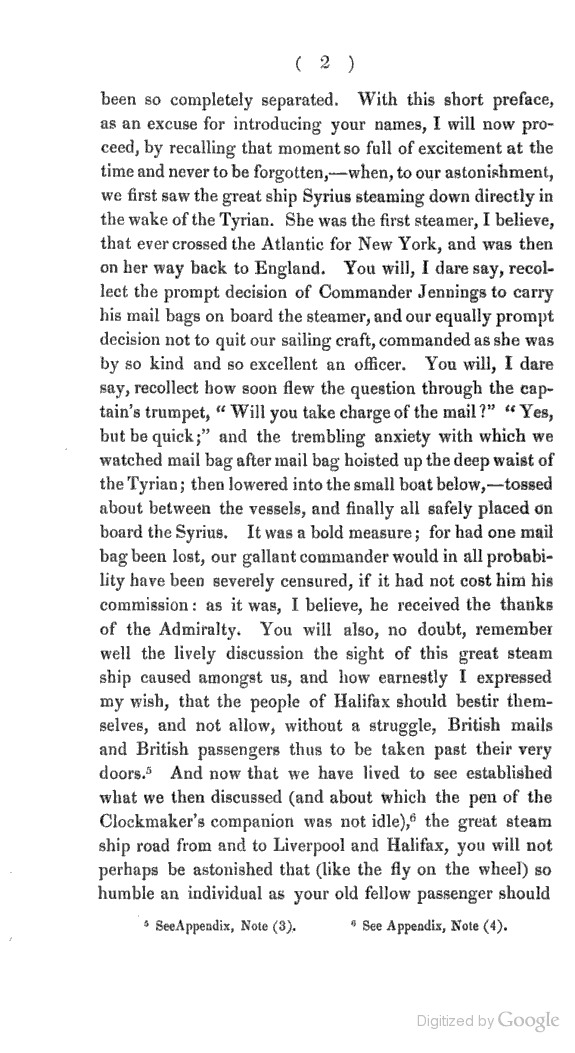 ( 2 )
been so completely separated. With this short preface,
as an excuse for introducing your names, I will now pro-
ceed, by recalling that moment so full of excitement at the
time and never to be forgotten,—when, to our astonishment,
we first saw the great ship Syrius steaming down directly in
the wake of the Tyrian. She was the first steamer, I believe,
that ever crossed the Atlantic for New York, and was then
on her way back to England. You will, I dare say, recol-
lect the prompt decision of Commander Jennings to carry
his mail bags on board the steamer, and our equally prompt
decision not to quit our sailing craft, commanded as she was
by so kind and so excellent an officer. You will, I dare
say, recollect how soon flew the question through the cap-
tain's trumpet, “ Will you take charge of the mail?” “ Yes,
but be quick;” and the trembling anxiety with which we
watched mail bag after mail bag hoisted up the deep waist of
the Tyrian; then lowered into the small boat below,—tossed
about between the vessels, and finally all safely placed on
board the Syrius. It was a bold measure; for had one mail
bag been lost, our gallant commander would in all probabi-
lity have been severely censured, if it had not cost him his
commission: as it was, I believe, he received the thanks
of the Admiralty. You will also, no doubt, remember
well the lively discussion the sight of this great steam
ship caused amongst us, and how earnestly I expressed
my wish, that the people of Halifax should bestir them-
selves, and not allow, without a struggle, British mails
and British passengers thus to be taken past their very
doors.⁵ And now that we have lived to see established
what we then discussed (and about which the pen of the
Clockmaker's companion was not idle),⁶ the great steam
ship road from and to Liverpool and Halifax, you will not
perhaps be astonished that (like the fly on the wheel) so
humble an individual as your old fellow passenger should
⁵ SeeAppendix, Note (3). ⁶ See Appendix, Note (4).
Digitized by Google